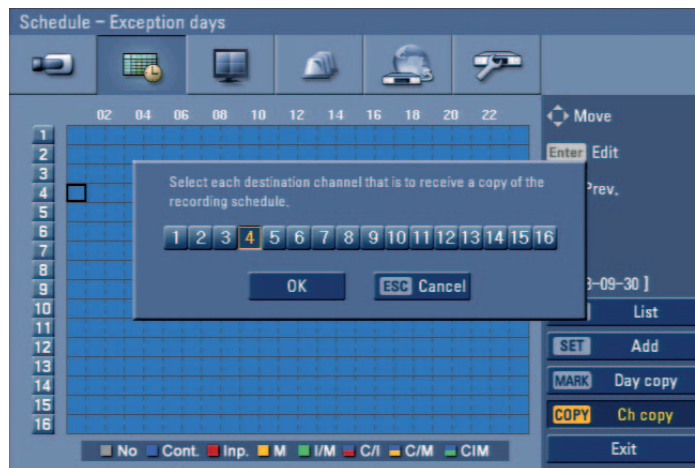 Schedule – Exception days
02 04 06 08 10 12 14 16 18 20 22
Move
Enter Edit
Prev.
1
2
3
4
5
6
7
8
9
10
11
12
13
14
15
16
Select each destination channel that is to receive a copy of the
recording schedule.
1 2 3 4 5 6 7 8 9 10 11 12 13 14 15 16
OK
ESC Cancel
-09-30 ]
List
SET Add
MARK Day copy
COPY Ch copy
Exit
No Cont. Inp. M I/M C/I C/M CIM